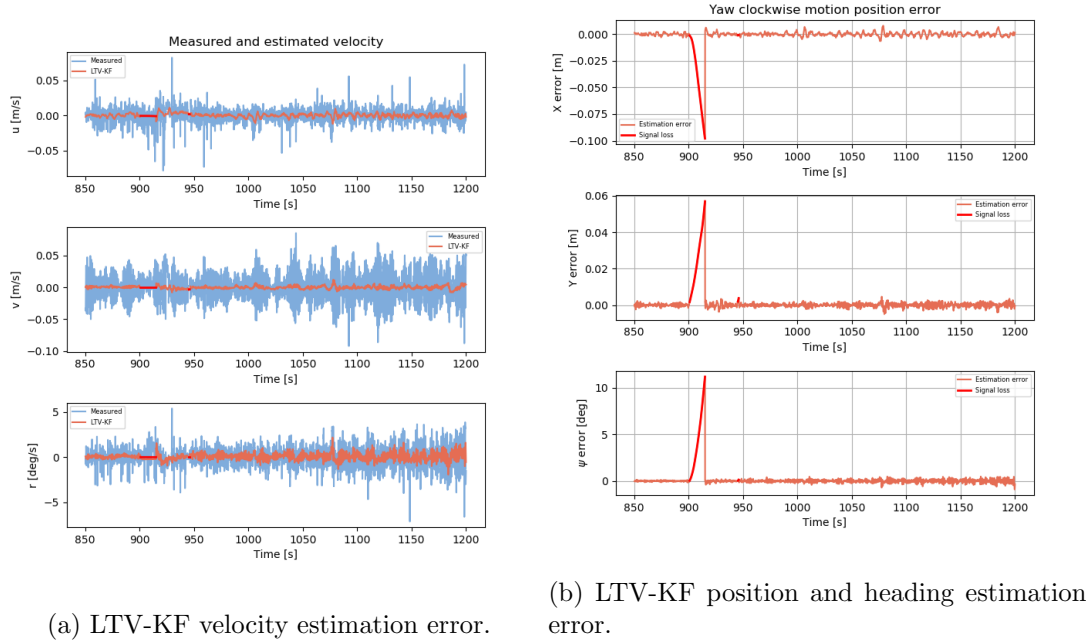 Measured and estimated velocity
Measured
LTV-KF
0.05
0.00
−0.05
u [m/s]
850 900 950 1000 1050 1100 1150 1200
Time [s]
Measured
LTV-KF
0.05
0.00
−0.05
−0.10
v [m/s]
850 900 950 1000 1050 1100 1150 1200
Time [s]
Measured
LTV-KF
5
0
−5
r [deg/s]
850 900 950 1000 1050 1100 1150 1200
Time [s]
(a) LTV-KF velocity estimation error.
Yaw clockwise motion position error
0.000
−0.025
−0.050
−0.075
−0.100
X error [m]
Estimation error
Signal loss
850 900 950 1000 1050 1100 1150 1200
Time [s]
0.06
0.04
0.02
0.00
Y error [m]
Estimation error
Signal loss
850 900 950 1000 1050 1100 1150 1200
Time [s]
10
5
0
ψ error [deg]
Estimation error
Signal loss
850 900 950 1000 1050 1100 1150 1200
Time [s]
(b) LTV-KF position and heading estimation
error.